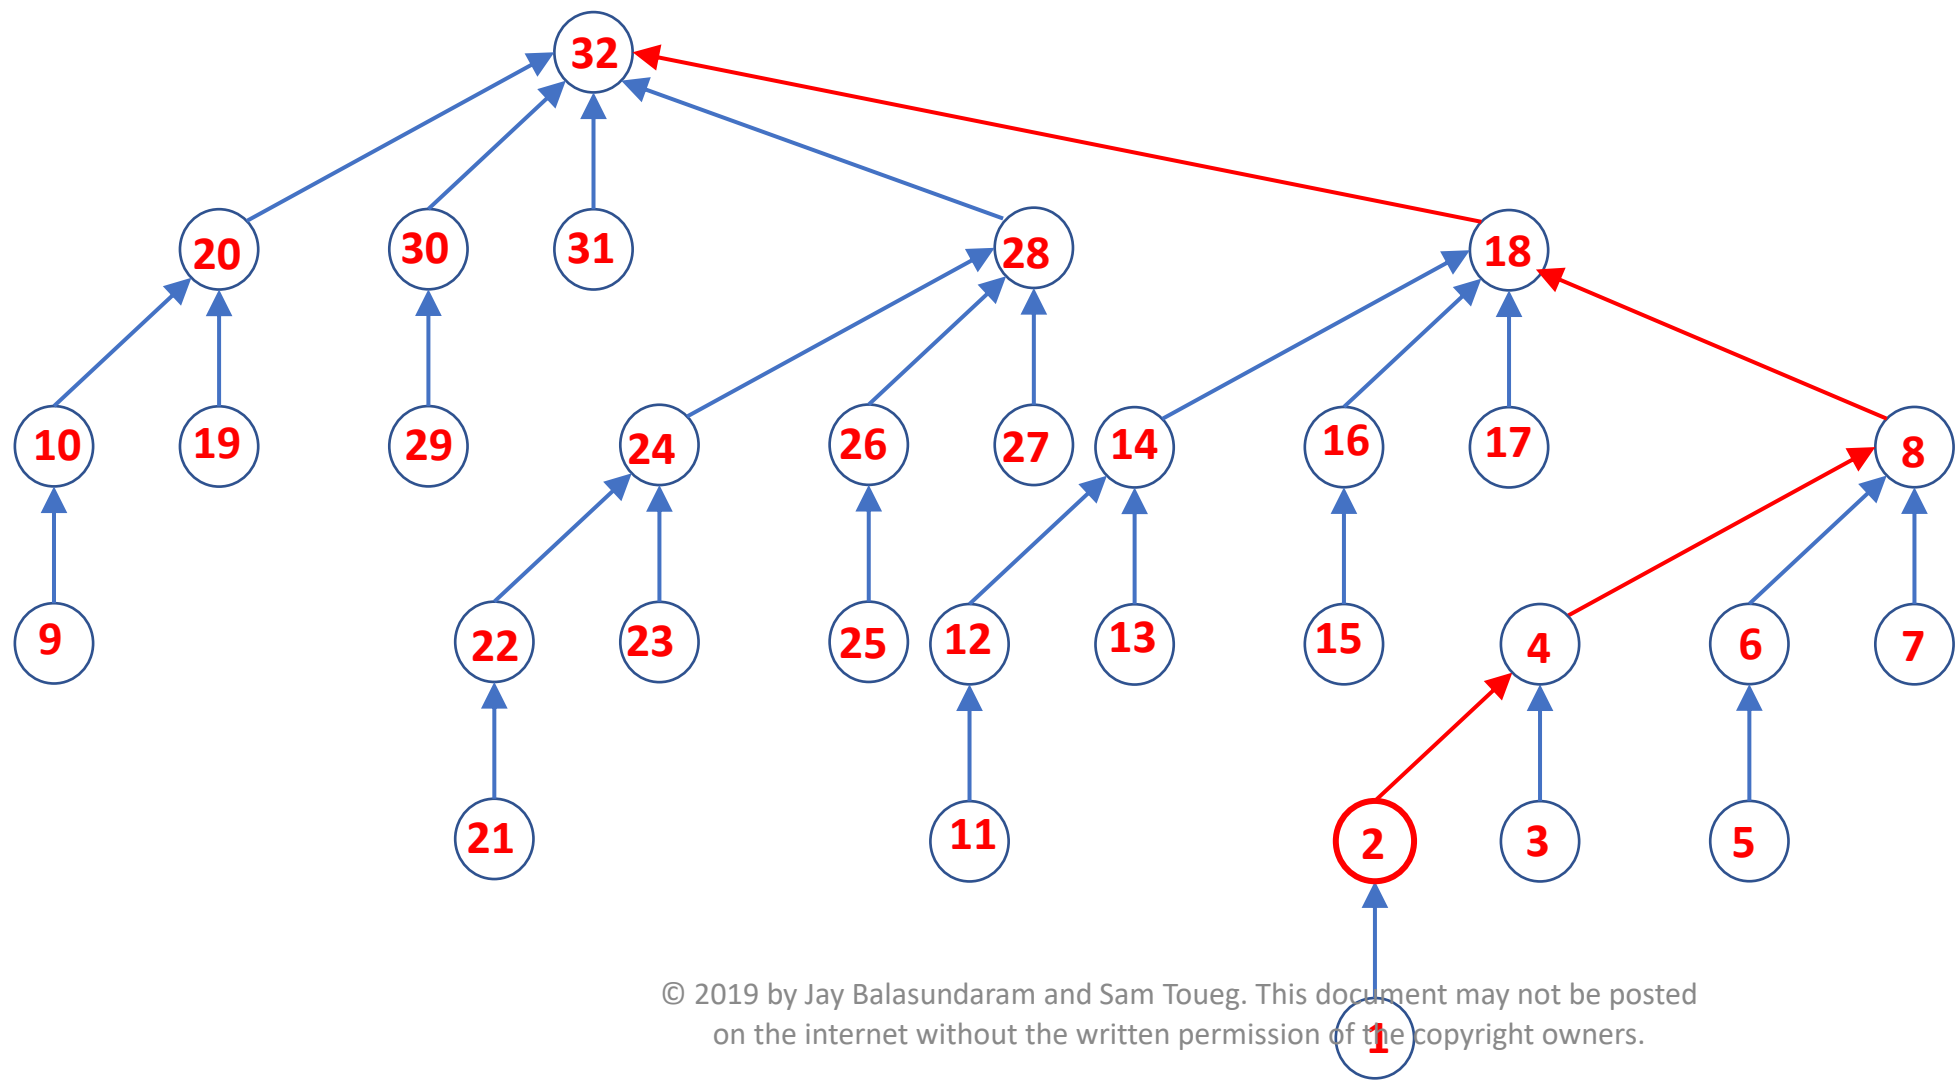 32
20 30 31 28 18
10 19 29 24 26 27 14 16 17 8
9 22 23 25 12 13 15 4 6 7
21 11 2 3 5
© 2019 by Jay Balasundaram and Sam Toueg. This document may not be posted
on the internet without the written permission of the copyright owners.
1